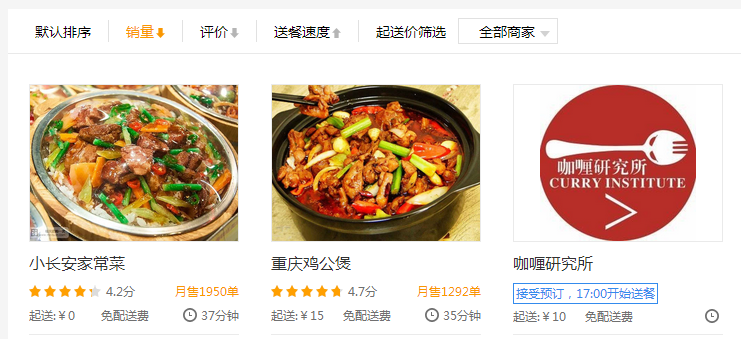 默认排序 销量 评价 送餐速度 起送价筛选 全部商家
咖喱研究所
CURRY INSTITUTE
小长安家常菜
4.2分 月售1950单
起送:￥0 免配送费 37分钟
重庆鸡公煲
4.7分 月售1292单
起送:￥15 免配送费 35分钟
咖喱研究所
接受预订，17:00开始送餐
起送:￥10 免配送费